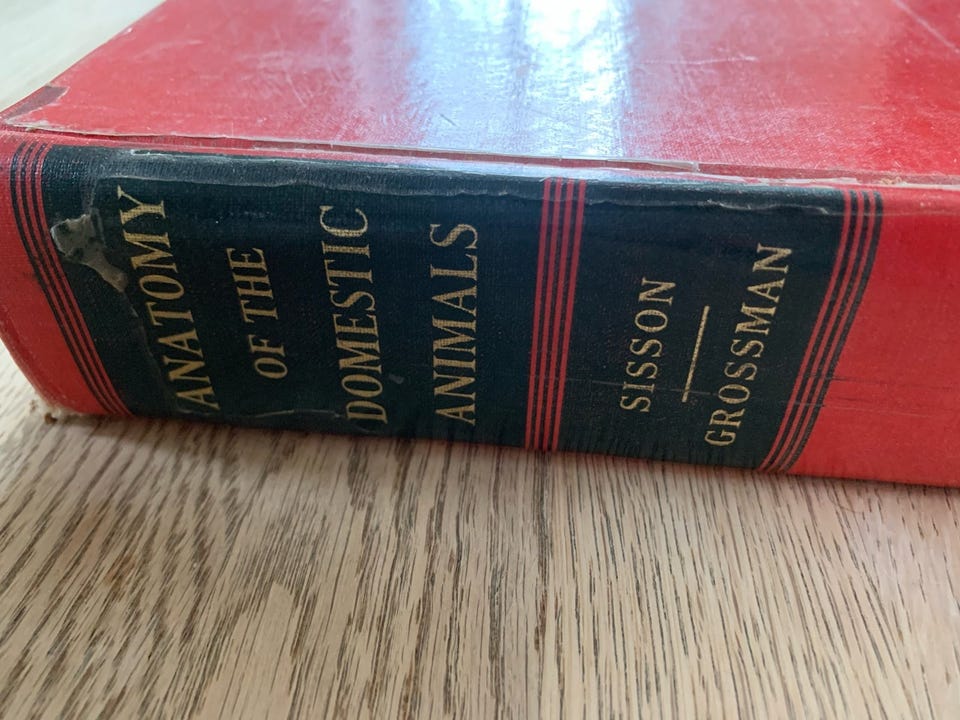 ANATOMY
OF THE
DOMESTIC
ANIMALS
SISSON
GROSSMAN